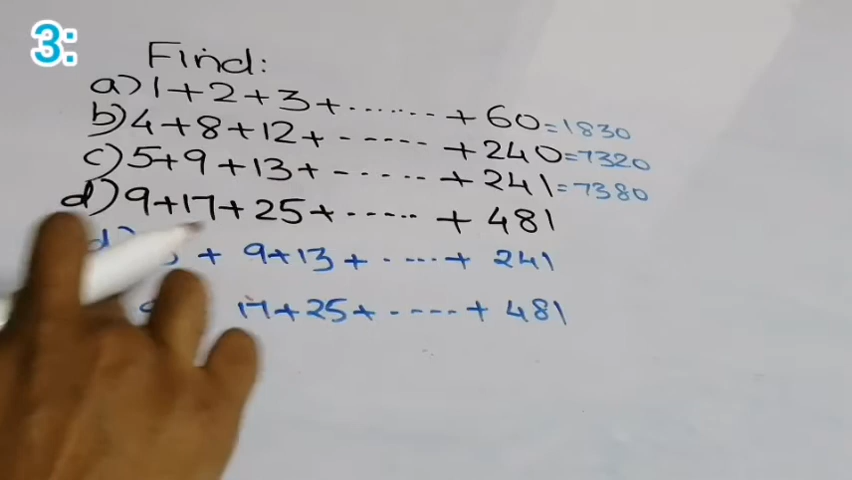 3:
Find:
a) 1+2+3+.......+60=1830
b) 4+8+12+.....+240=7320
c) 5+9+13+.....+241=7380
d) 9+17+25+.....+481
+ 9+13+.....+ 241
17+25+.....+ 481